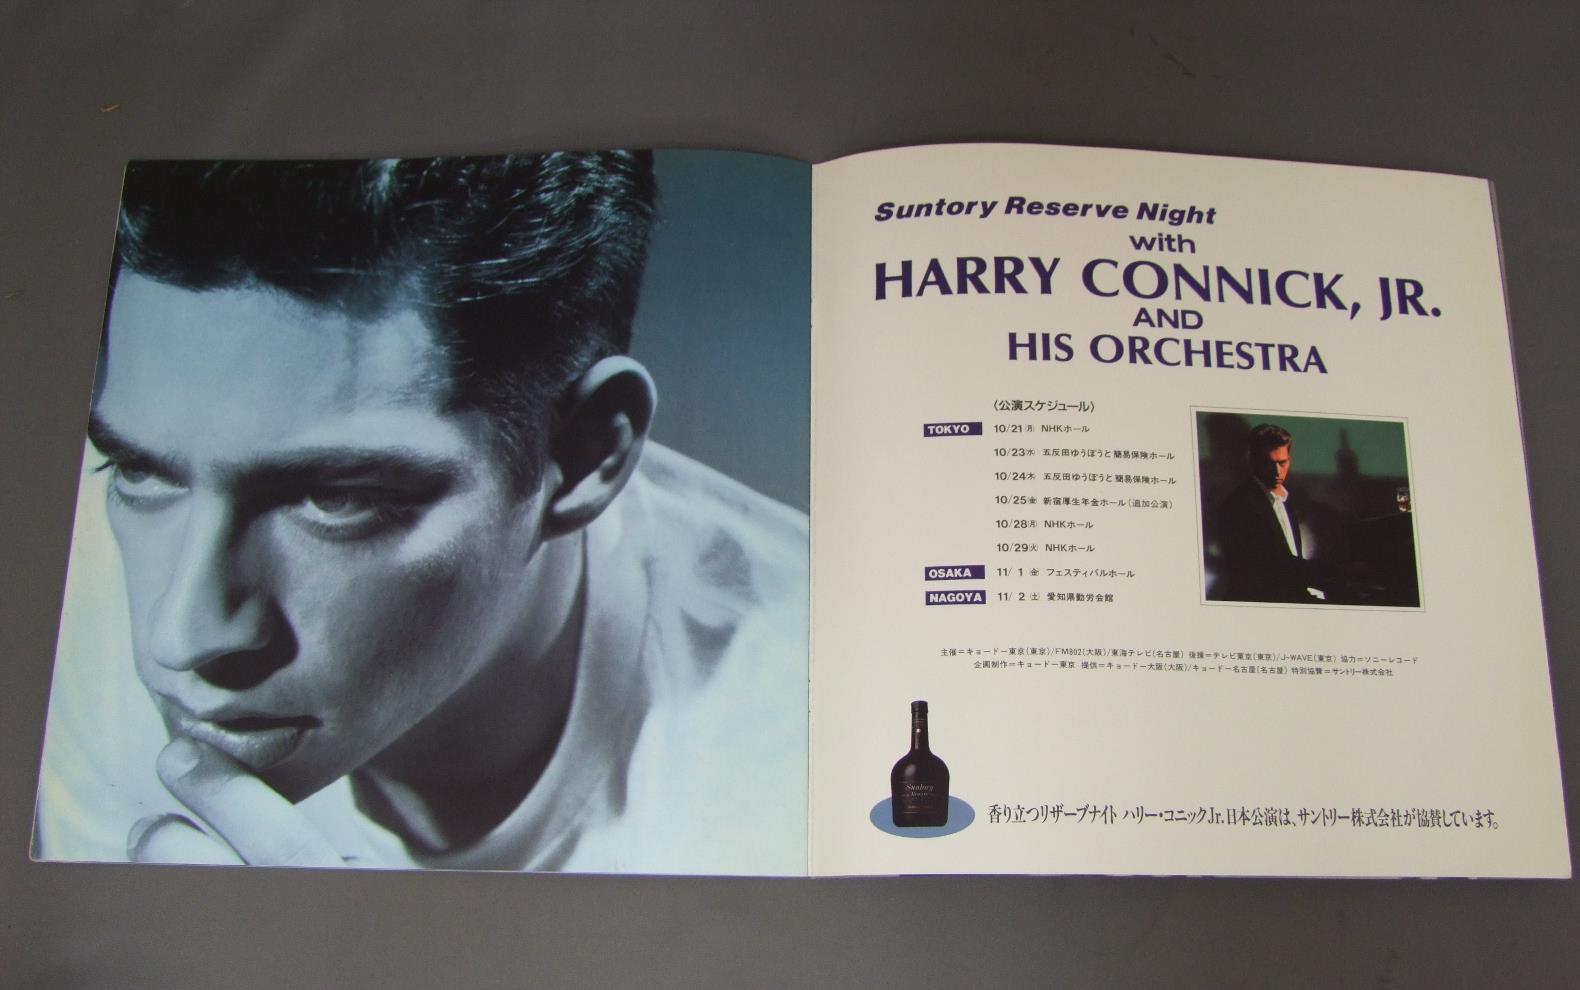 Suntory Reserve Night
with
HARRY CONNICK, JR.
AND
HIS ORCHESTRA
〈公演スケジュール〉
TOKYO 10/21㈪ NHKホール
10/23㈬ 五反田ゆうぽうと簡易保険ホール
10/24㈭ 五反田ゆうぽうと簡易保険ホール
10/25㈮ 新宿厚生年金ホール(追加公演)
10/28㈪ NHKホール
10/29㈫ NHKホール
OSAKA 11/ 1㈮ フェスティバルホール
NAGOYA 11/ 2㈯ 愛知県勤労会館
主催=キョードー東京(東京)/FM802(大阪)/東海テレビ(名古屋) 後援=テレビ東京(東京)/J-WAVE(東京) 協力=ソニーレコード
企画制作=キョードー東京 提供=キョードー大阪(大阪)/キョードー名古屋(名古屋) 特別協賛=サントリー株式会社
Suntory
Reserve
香り立つリザーブナイト ハリー・コニックJr.日本公演は、サントリー株式会社が協賛しています。